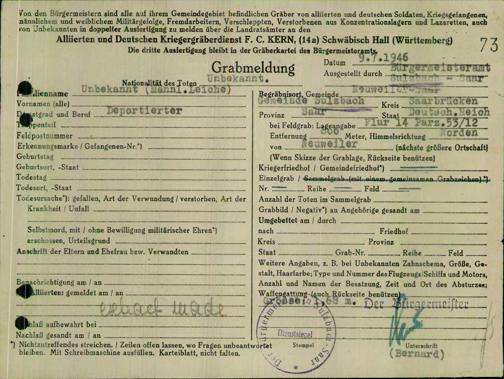 Von den Bürgermeistern sind alle auf ihrem Gemeindegebiet befindlichen Gräber von alliierten und deutschen Soldaten, Kriegsgefangenen,
männlichem und weiblichem Militärgefolge, Fremdarbeitern, Verschleppten, Verstorbenen aus Konzentrationslagern und Lazaretten, auch
von Unbekannten in doppelter Ausfertigung zu melden über die Landratsämter an den
Alliierten und Deutschen Kriegsgräberdienst F. C. KERN, (14a) Schwäbisch Hall (Württemberg)
Die dritte Ausfertigung bleibt in der Gräberkartei des Bürgermeisteramts.
73
Grabmeldung
Datum 9.7.1946
Ausgestellt durch Bürgermeisteramt
Sulzbach - Saar
Nationalität des Toten Unbekannt.
Familienname Unbekannt (Männl.Leiche)
Vornamen (alle)
Dienstgrad und Beruf Deportierter
Truppenteil
Feldpostnummer
Erkennungsmarke / Gefangenen-Nr.*)
Geburtstag
Geburtsort, -Staat
Todestag
Todesort, -Staat
Todesursache*): gefallen, Art der Verwundung / verstorben, Art der
Krankheit / Unfall
Selbstmord, mit / ohne Bewilligung militärischer Ehren*)
erschossen, Urteilsgrund
Anschrift der Eltern und Ehefrau bzw. Verwandten
Benachrichtigung am / an
Alliierten: gemeldet am / an
extract made
Nachlaß aufbewahrt bei
Nachlaß gesandt am / an
*) Nichtzutreffendes streichen. / Zeilen offen lassen, wo Fragen unbeantwortet
bleiben. Mit Schreibmaschine ausfüllen. Karteiblatt, nicht falten.
Begräbnisort, Gemeinde Neuweiler-Saar
Gemeinde Sulzbach Kreis Saarbrücken
Provinz Saar Staat Deutsch.Reich
bei Feldgrab: Lageangabe Flur 14 Parz.53/12
Entfernung 800 Meter, Himmelsrichtung Norden
von Neuweiler (nächste größere Ortschaft)
(Wenn Skizze der Grablage, Rückseite benützen)
Kriegerfriedhof / Gemeindefriedhof*)
Einzelgrab / Sammelgrab (mit einem gemeinsamen Grabzeichen)*)
Nr. Reihe Feld
Anzahl der Toten im Sammelgrab
Grabbild / Negativ*) an Angehörige gesandt am
Umgebettet am / durch
nach Friedhof
Kreis Provinz
Staat Grab-Nr. Reihe Feld
Weitere Angaben, z. B. bei Unbekannten Zahnschema, Größe, Ge-
stalt, Haarfarbe; Type und Nummer des Flugzeugs/Schiffs und Motors,
Anzahl und Namen der Besatzung, Zeit und Ort des Absturzes;
Waffengattung (auch Rückseite benützen)
Grösse: 1,68 m. Der Bürgermeister
Dienstsiegel
Stempel
Unterschrift
(Bernard)